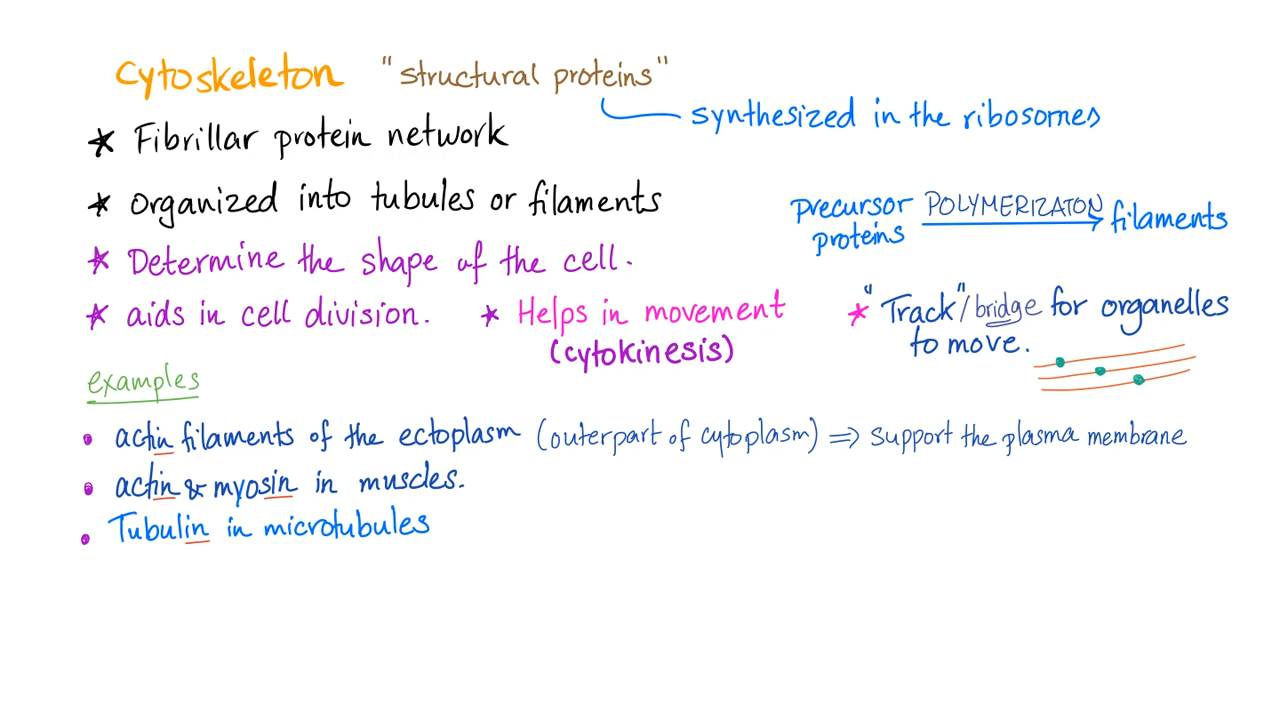 Cytoskeleton "structural proteins"
synthesized in the ribosomes
* Fibrillar protein network
* Organized into tubules or filaments
precursor proteins POLYMERIZATON filaments
* Determine the shape of the cell.
* aids in cell division. * Helps in movement (cytokinesis)
* "Track"/bridge for organelles
to move.
examples
• actin filaments of the ectoplasm (outerpart of cytoplasm) ⇒ support the plasma membrane
• actin & myosin in muscles.
• Tubulin in microtubules